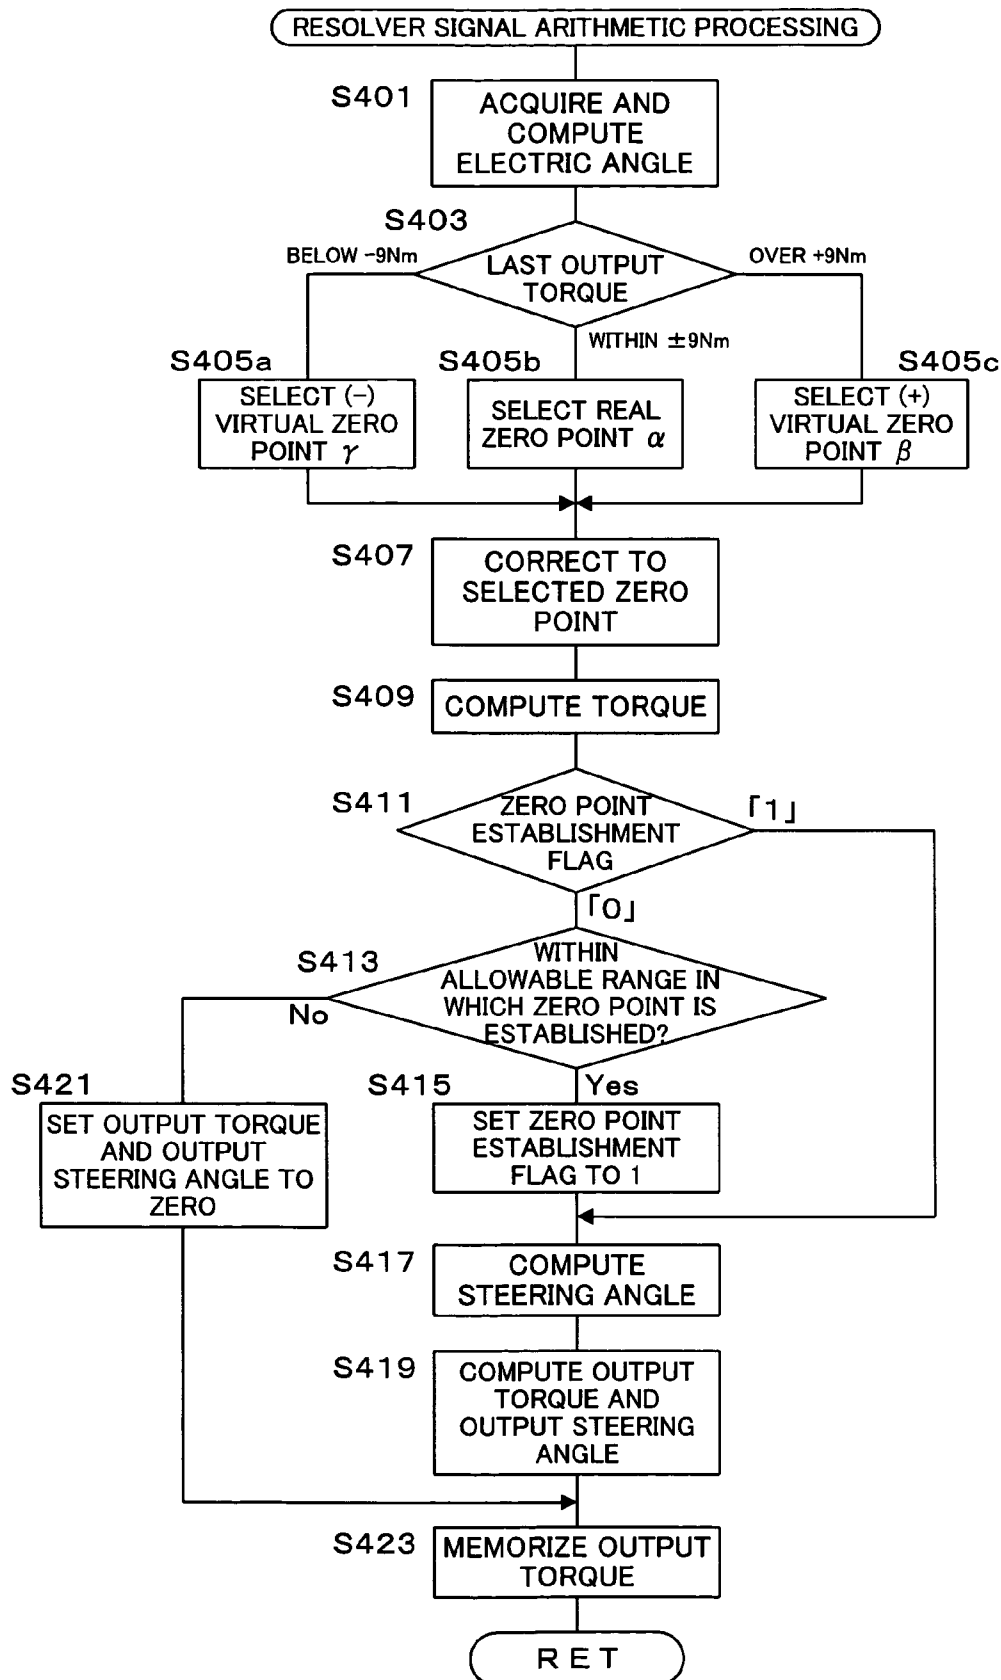 RESOLVER SIGNAL ARITHMETIC PROCESSING
S401
ACQUIRE AND
COMPUTE
ELECTRIC ANGLE
S403
BELOW −9Nm
LAST OUTPUT
TORQUE
OVER +9Nm
WITHIN ±9Nm
S405a
SELECT (−)
VIRTUAL ZERO
POINT γ
S405b
SELECT REAL
ZERO POINT α
S405c
SELECT (+)
VIRTUAL ZERO
POINT β
S407
CORRECT TO
SELECTED ZERO
POINT
S409
COMPUTE TORQUE
S411
ZERO POINT
ESTABLISHMENT
FLAG
「1」
「0」
S413
WITHIN
ALLOWABLE RANGE IN
WHICH ZERO POINT IS
ESTABLISHED?
No
Yes
S421
SET OUTPUT TORQUE
AND OUTPUT
STEERING ANGLE TO
ZERO
S415
SET ZERO POINT
ESTABLISHMENT
FLAG TO 1
S417
COMPUTE
STEERING ANGLE
S419
COMPUTE OUTPUT
TORQUE AND
OUTPUT STEERING
ANGLE
S423
MEMORIZE OUTPUT
TORQUE
RET